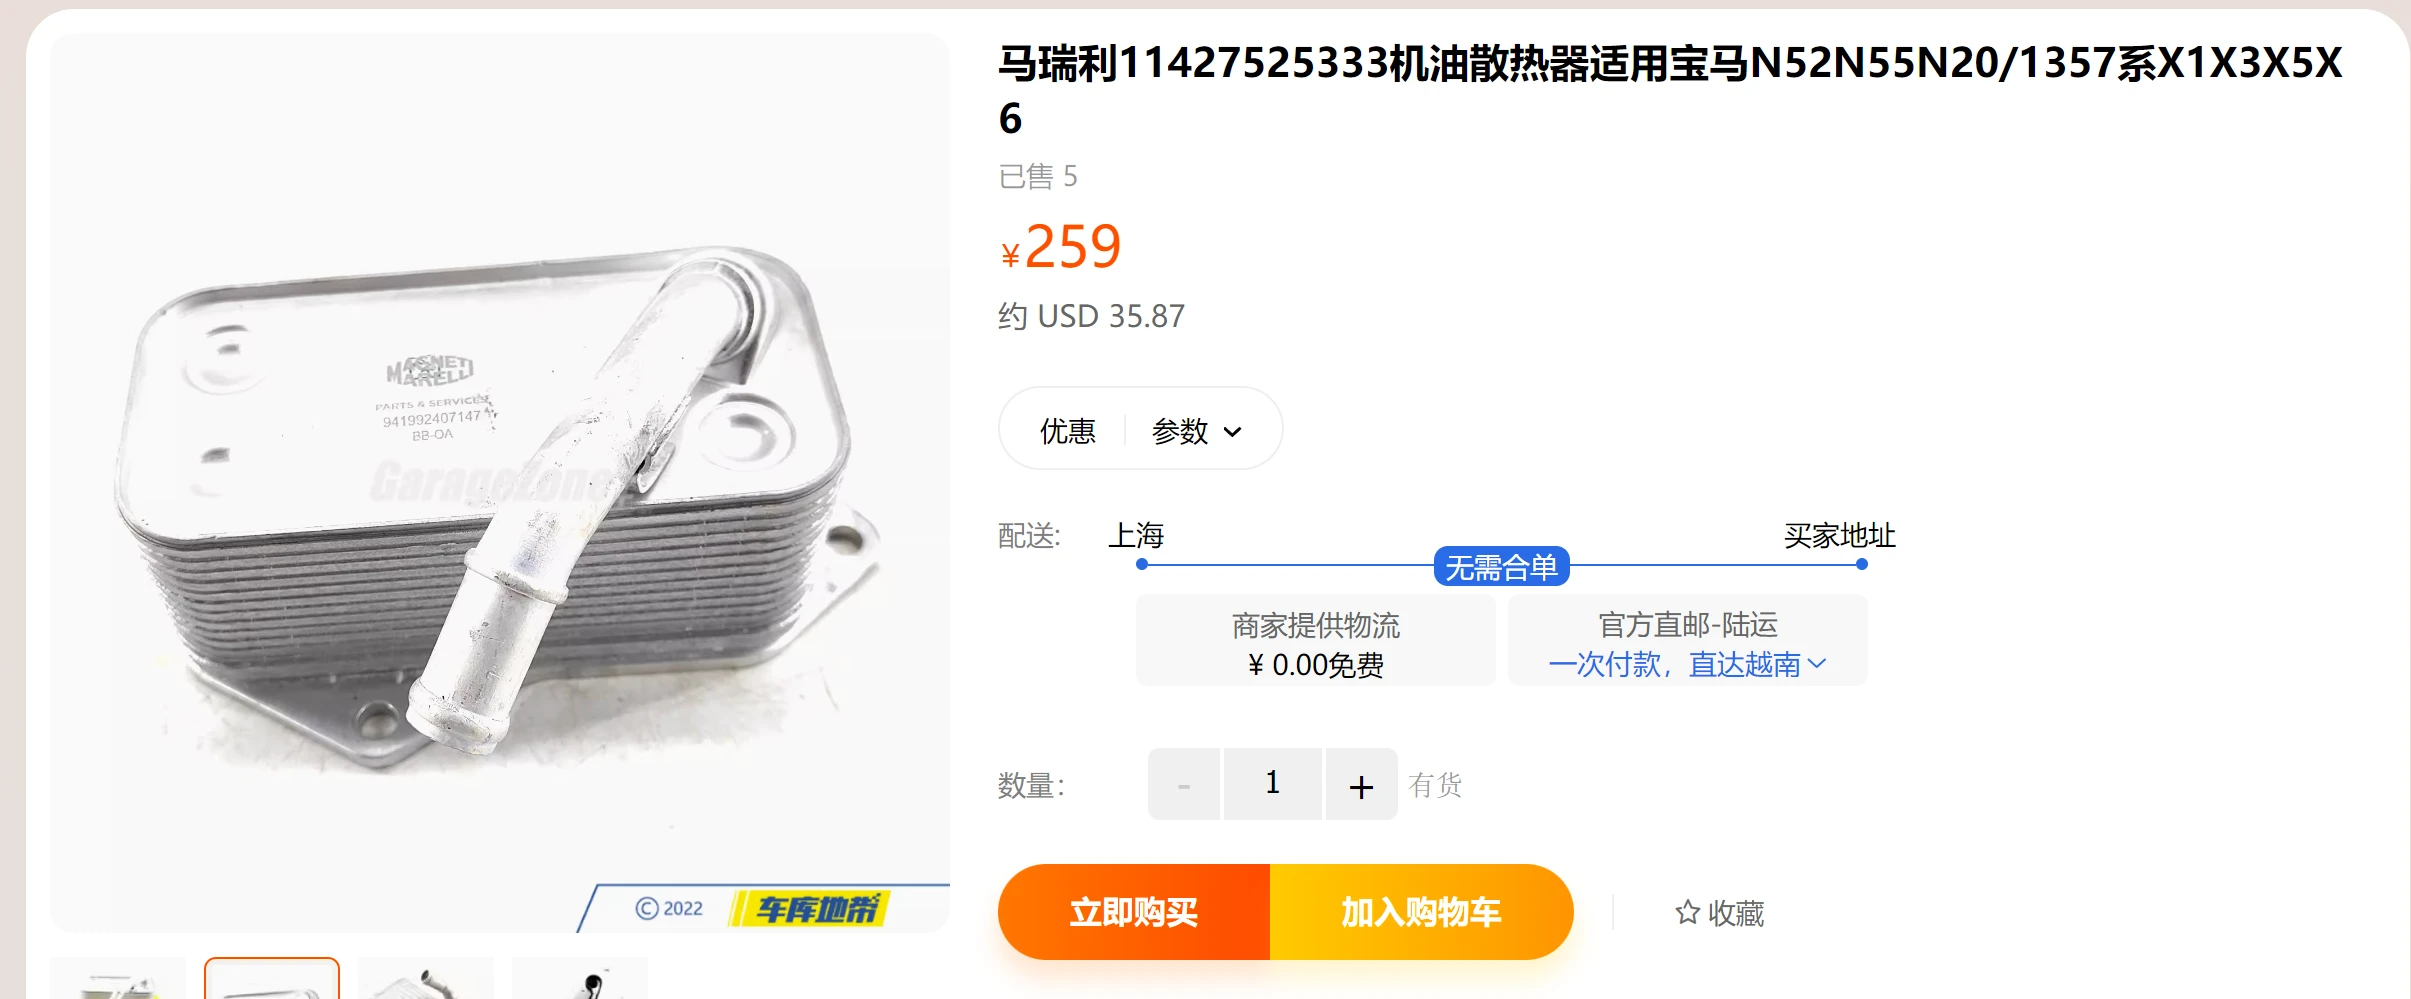 马瑞利11427525333机油散热器适用宝马N52N55N20/1357系X1X3X5X
6
已售 5
¥259
约 USD 35.87
优惠
参数
配送:
上海
买家地址
无需合单
商家提供物流
¥ 0.00免费
官方直邮-陆运
一次付款，直达越南
数量：
-
1
+
有货
立即购买
加入购物车
收藏
MAGNETI
MARELLI
PARTS & SERVICES
941992407147
BB-OA
GarageZone
© 2022
车库地带